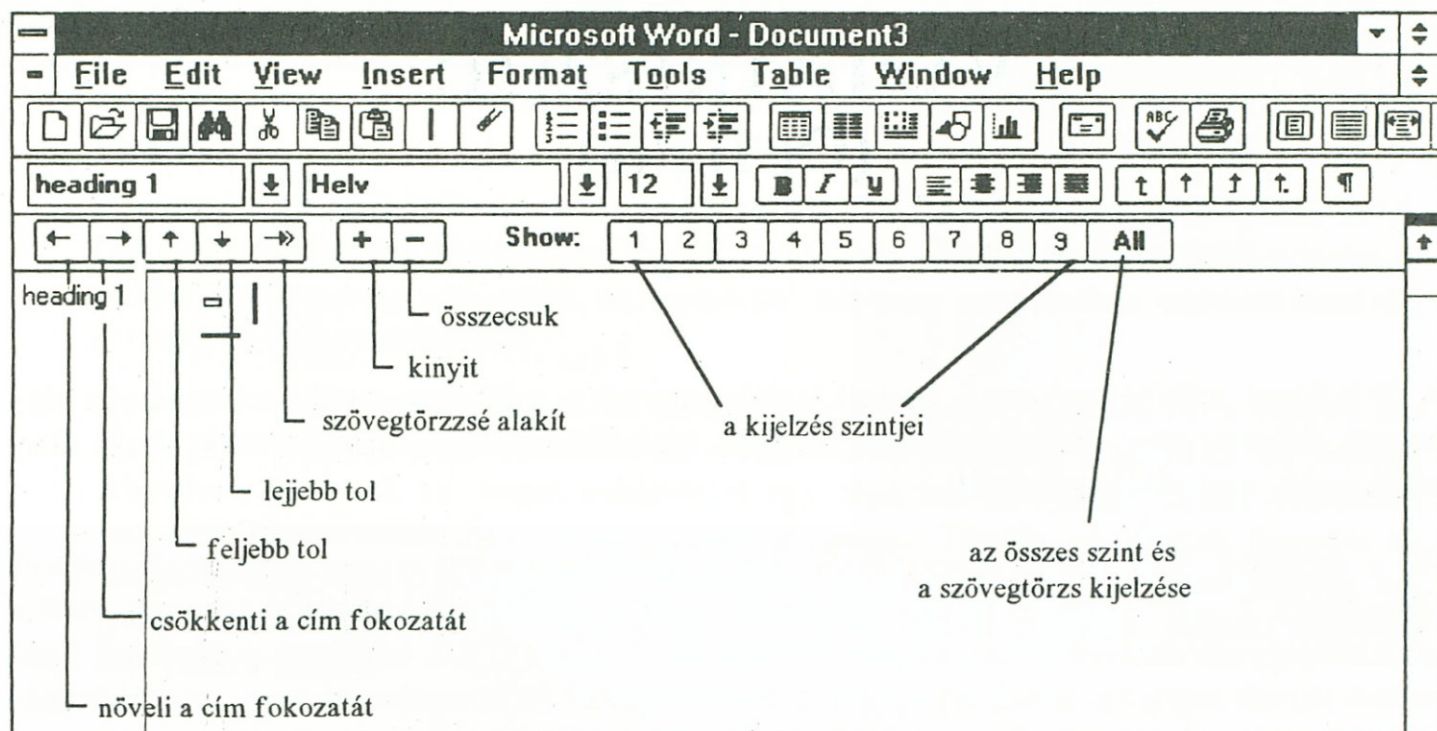 Microsoft Word - Document3
File Edit View Insert Format Tools Table Window Help
ABC
heading 1 Helv 12 B I u ¶
Show: 1 2 3 4 5 6 7 8 9 All
heading 1
összecsuk
kinyit
szövegtörzzsé alakít
a kijelzés szintjei
lejjebb tol
feljebb tol
az összes szint és
a szövegtörzs kijelzése
csökkenti a cím fokozatát
növeli a cím fokozatát